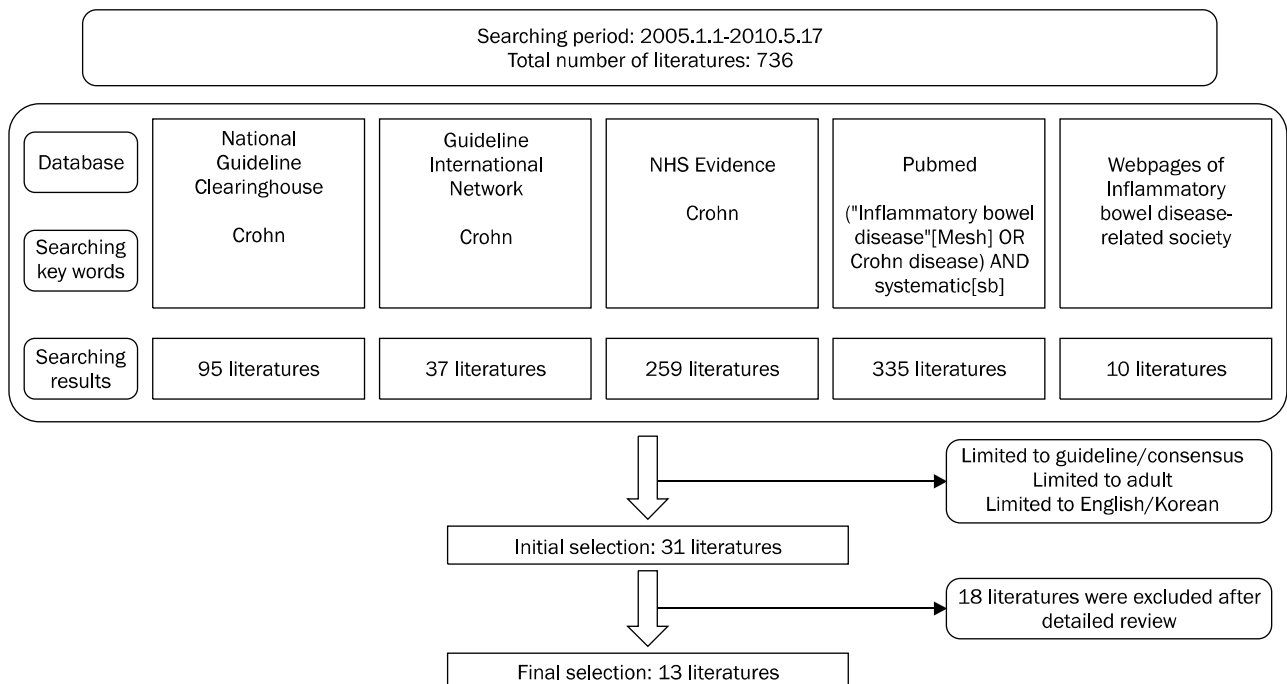 Searching period: 2005.1.1-2010.5.17
Total number of literatures: 736
Database
National
Guideline
Clearinghouse
Crohn
Guideline
International
Network
Crohn
NHS Evidence
Crohn
Pubmed
("Inflammatory bowel
disease"[Mesh] OR
Crohn disease) AND
systematic[sb]
Webpages of
Inflammatory
bowel disease-
related society
Searching
key words
Searching
results
95 literatures
37 literatures
259 literatures
335 literatures
10 literatures
Limited to guideline/consensus
Limited to adult
Limited to English/Korean
Initial selection: 31 literatures
18 literatures were excluded after
detailed review
Final selection: 13 literatures